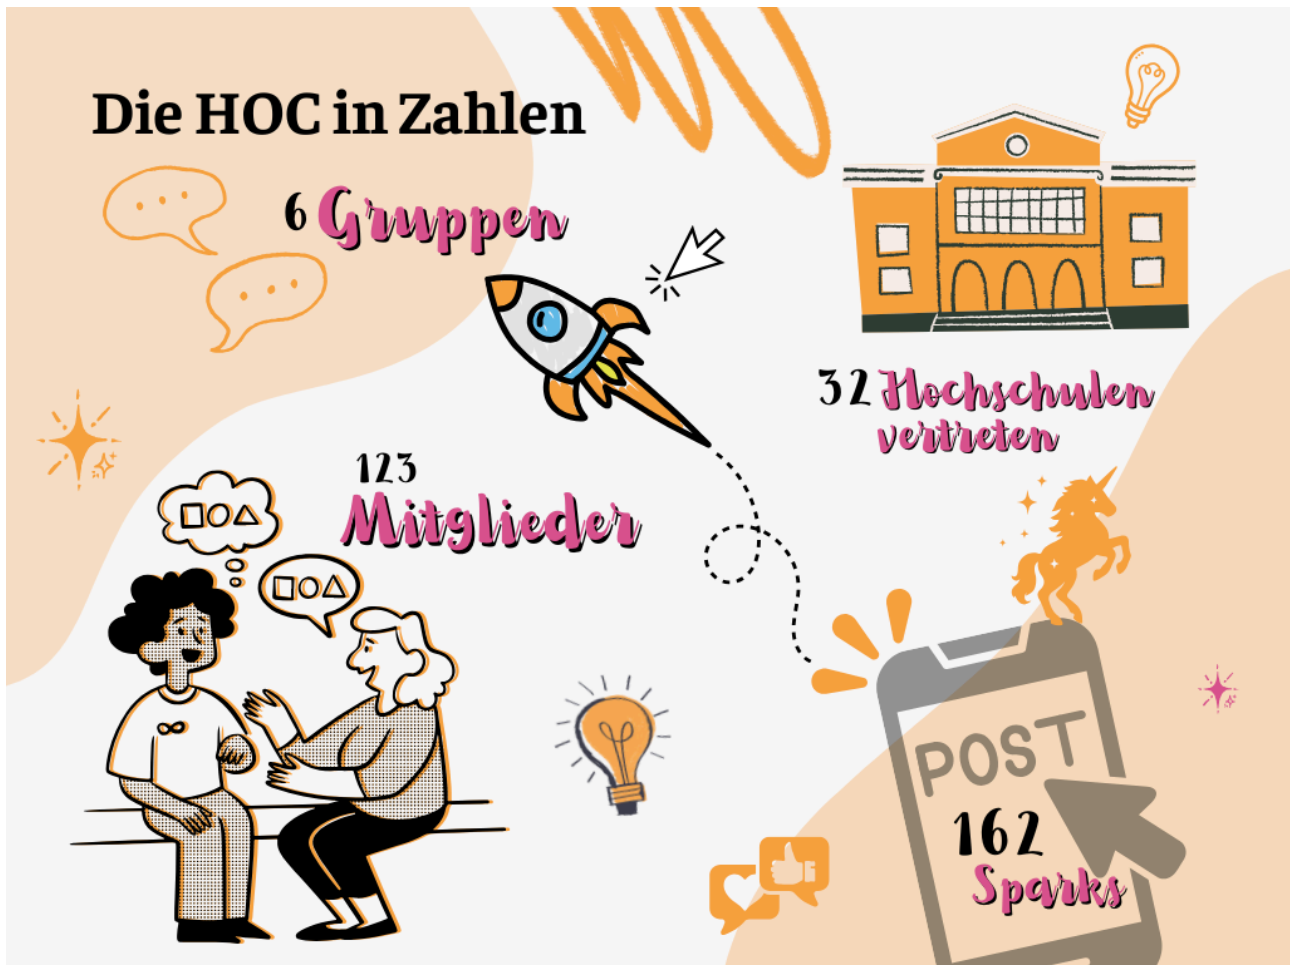 Die HOC in Zahlen
6 Gruppen
32 Hochschulen
vertreten
123
Mitglieder
POST
162
Sparks